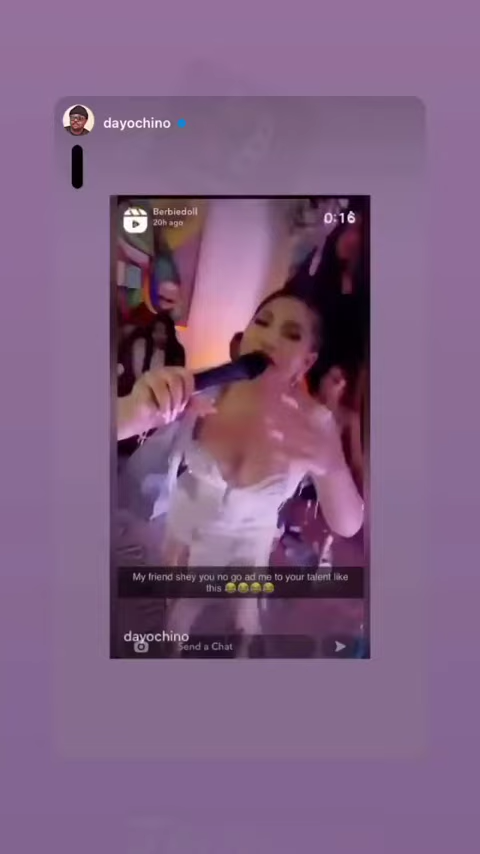 dayochino
Berbiedoll
20h ago
0:16
My friend shey you no go ad me to your talent like
this 😂😂😂😂
dayochino
Send a Chat